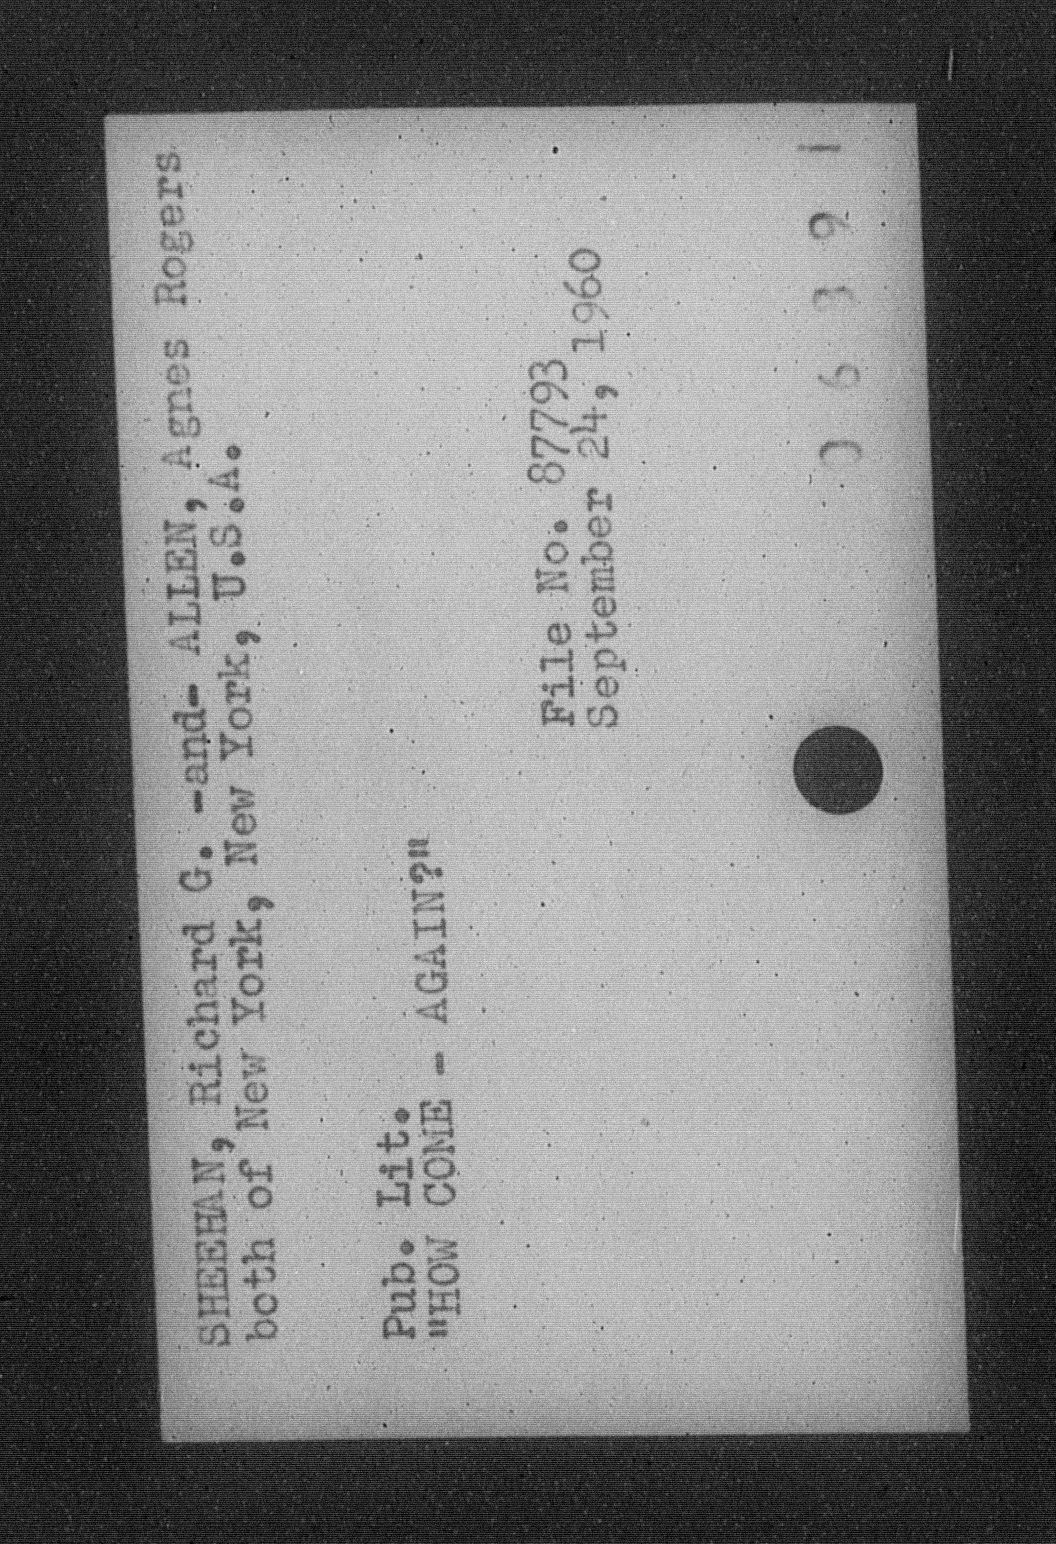 SHEEHAN, Richard G. -and- ALLEN, Agnes Rogers
both of New York, New York, U.S.A.
Pub. Lit.
"HOW COME - AGAIN?"
File No. 87793
September 24, 1960